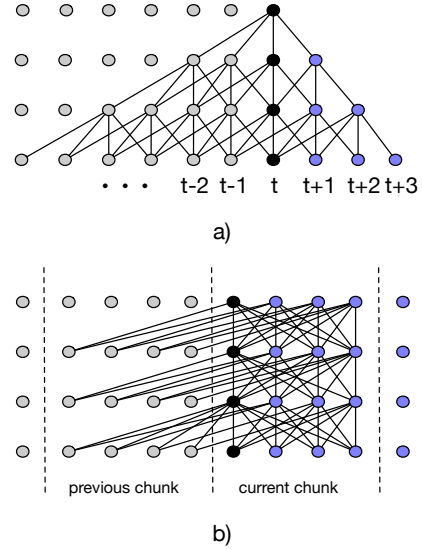 • • • t-2 t-1 t t+1 t+2 t+3
a)
previous chunk current chunk
b)